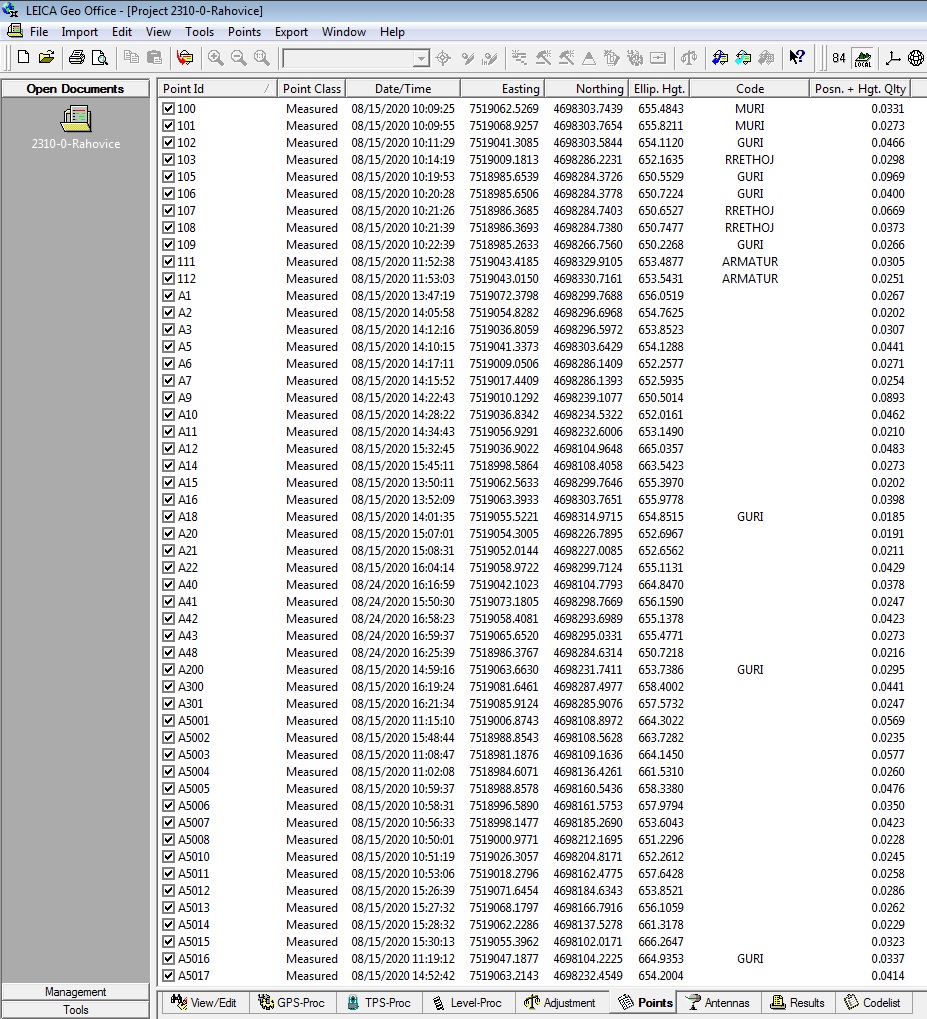 LEICA Geo Office - [Project 2310-0-Rahovice]
File Import Edit View Tools Points Export Window Help
84 LOCAL
Open Documents
2310-0-Rahovice
Point Id Point Class Date/Time Easting Northing Ellip. Hgt. Code Posn. + Hgt. Qlty
100 Measured 08/15/2020 10:09:25 7519062.5269 4698303.7439 655.4843 MURI 0.0331
101 Measured 08/15/2020 10:09:55 7519068.9257 4698303.7654 655.8211 MURI 0.0273
102 Measured 08/15/2020 10:11:29 7519041.3085 4698303.5844 654.1120 GURI 0.0466
103 Measured 08/15/2020 10:14:19 7519009.1813 4698286.2231 652.1635 RRETHOJ 0.0298
105 Measured 08/15/2020 10:19:53 7518985.6539 4698284.3726 650.5529 GURI 0.0969
106 Measured 08/15/2020 10:20:28 7518985.6506 4698284.3778 650.7224 GURI 0.0400
107 Measured 08/15/2020 10:21:26 7518986.3685 4698284.7403 650.6527 RRETHOJ 0.0669
108 Measured 08/15/2020 10:21:39 7518986.3693 4698284.7380 650.7477 RRETHOJ 0.0373
109 Measured 08/15/2020 10:22:39 7518985.2633 4698266.7560 650.2268 GURI 0.0266
111 Measured 08/15/2020 11:52:38 7519043.4185 4698329.9105 653.4877 ARMATUR 0.0305
112 Measured 08/15/2020 11:53:03 7519043.0150 4698330.7161 653.5431 ARMATUR 0.0251
A1 Measured 08/15/2020 13:47:19 7519072.3798 4698299.7688 656.0519 0.0267
A2 Measured 08/15/2020 14:05:58 7519054.8282 4698296.6968 654.7625 0.0202
A3 Measured 08/15/2020 14:12:16 7519036.8059 4698296.5972 653.8523 0.0307
A5 Measured 08/15/2020 14:10:15 7519041.3373 4698303.6429 654.1288 0.0441
A6 Measured 08/15/2020 14:17:11 7519009.0506 4698286.1409 652.2577 0.0271
A7 Measured 08/15/2020 14:15:52 7519017.4409 4698286.1393 652.5935 0.0254
A9 Measured 08/15/2020 14:22:43 7519010.1292 4698239.1077 650.5014 0.0893
A10 Measured 08/15/2020 14:28:22 7519036.8342 4698234.5322 652.0161 0.0462
A11 Measured 08/15/2020 14:34:43 7519056.9291 4698232.6006 653.1490 0.0210
A12 Measured 08/15/2020 15:32:45 7519036.9022 4698104.9648 665.0357 0.0483
A14 Measured 08/15/2020 15:45:11 7518998.5864 4698108.4058 663.5423 0.0273
A15 Measured 08/15/2020 13:50:11 7519062.5633 4698299.7646 655.3970 0.0202
A16 Measured 08/15/2020 13:52:09 7519063.3933 4698303.7651 655.9778 0.0398
A18 Measured 08/15/2020 14:01:35 7519055.5221 4698314.9715 654.8515 GURI 0.0185
A20 Measured 08/15/2020 15:07:01 7519054.3005 4698226.7895 652.6967 0.0191
A21 Measured 08/15/2020 15:08:31 7519052.0144 4698227.0085 652.6562 0.0211
A22 Measured 08/15/2020 16:04:14 7519058.9722 4698299.7124 655.1131 0.0429
A40 Measured 08/24/2020 16:16:59 7519042.1023 4698104.7793 664.8470 0.0378
A41 Measured 08/24/2020 15:50:30 7519073.1805 4698298.7669 656.1590 0.0247
A42 Measured 08/24/2020 16:58:23 7519058.4081 4698293.6989 655.1378 0.0423
A43 Measured 08/24/2020 16:59:37 7519065.6520 4698295.0331 655.4771 0.0273
A48 Measured 08/24/2020 16:25:39 7518986.3767 4698284.6314 650.7218 0.0216
A200 Measured 08/15/2020 14:59:16 7519063.6630 4698231.7411 653.7386 GURI 0.0295
A300 Measured 08/15/2020 16:19:24 7519081.6461 4698287.4977 658.4002 0.0441
A301 Measured 08/15/2020 16:21:34 7519085.9124 4698285.9076 657.5732 0.0247
A5001 Measured 08/15/2020 11:15:10 7519006.8743 4698108.8972 664.3022 0.0569
A5002 Measured 08/15/2020 15:48:44 7518988.8543 4698108.5628 663.7282 0.0235
A5003 Measured 08/15/2020 11:08:47 7518981.1876 4698109.1636 664.1450 0.0577
A5004 Measured 08/15/2020 11:02:08 7518984.6071 4698136.4261 661.5310 0.0260
A5005 Measured 08/15/2020 10:59:37 7518988.8578 4698160.5436 658.3380 0.0476
A5006 Measured 08/15/2020 10:58:31 7518996.5890 4698161.5753 657.9794 0.0350
A5007 Measured 08/15/2020 10:56:33 7518998.1477 4698185.2690 653.6043 0.0423
A5008 Measured 08/15/2020 10:50:01 7519000.9771 4698212.1695 651.2296 0.0228
A5010 Measured 08/15/2020 10:51:19 7519026.3057 4698204.8171 652.2612 0.0245
A5011 Measured 08/15/2020 10:53:06 7519018.2796 4698162.4775 657.6428 0.0258
A5012 Measured 08/15/2020 15:26:39 7519071.6454 4698184.6343 653.8521 0.0286
A5013 Measured 08/15/2020 15:27:32 7519068.1797 4698166.7916 656.1059 0.0262
A5014 Measured 08/15/2020 15:28:32 7519062.2286 4698137.5278 661.3178 0.0229
A5015 Measured 08/15/2020 15:30:13 7519055.3962 4698102.0171 666.2647 0.0323
A5016 Measured 08/15/2020 11:19:12 7519047.1877 4698104.2225 664.9353 GURI 0.0337
A5017 Measured 08/15/2020 14:52:42 7519063.2143 4698232.4549 654.2004 0.0414
Management
Tools
View/Edit GPS-Proc TPS-Proc Level-Proc Adjustment Points Antennas Results Codelist